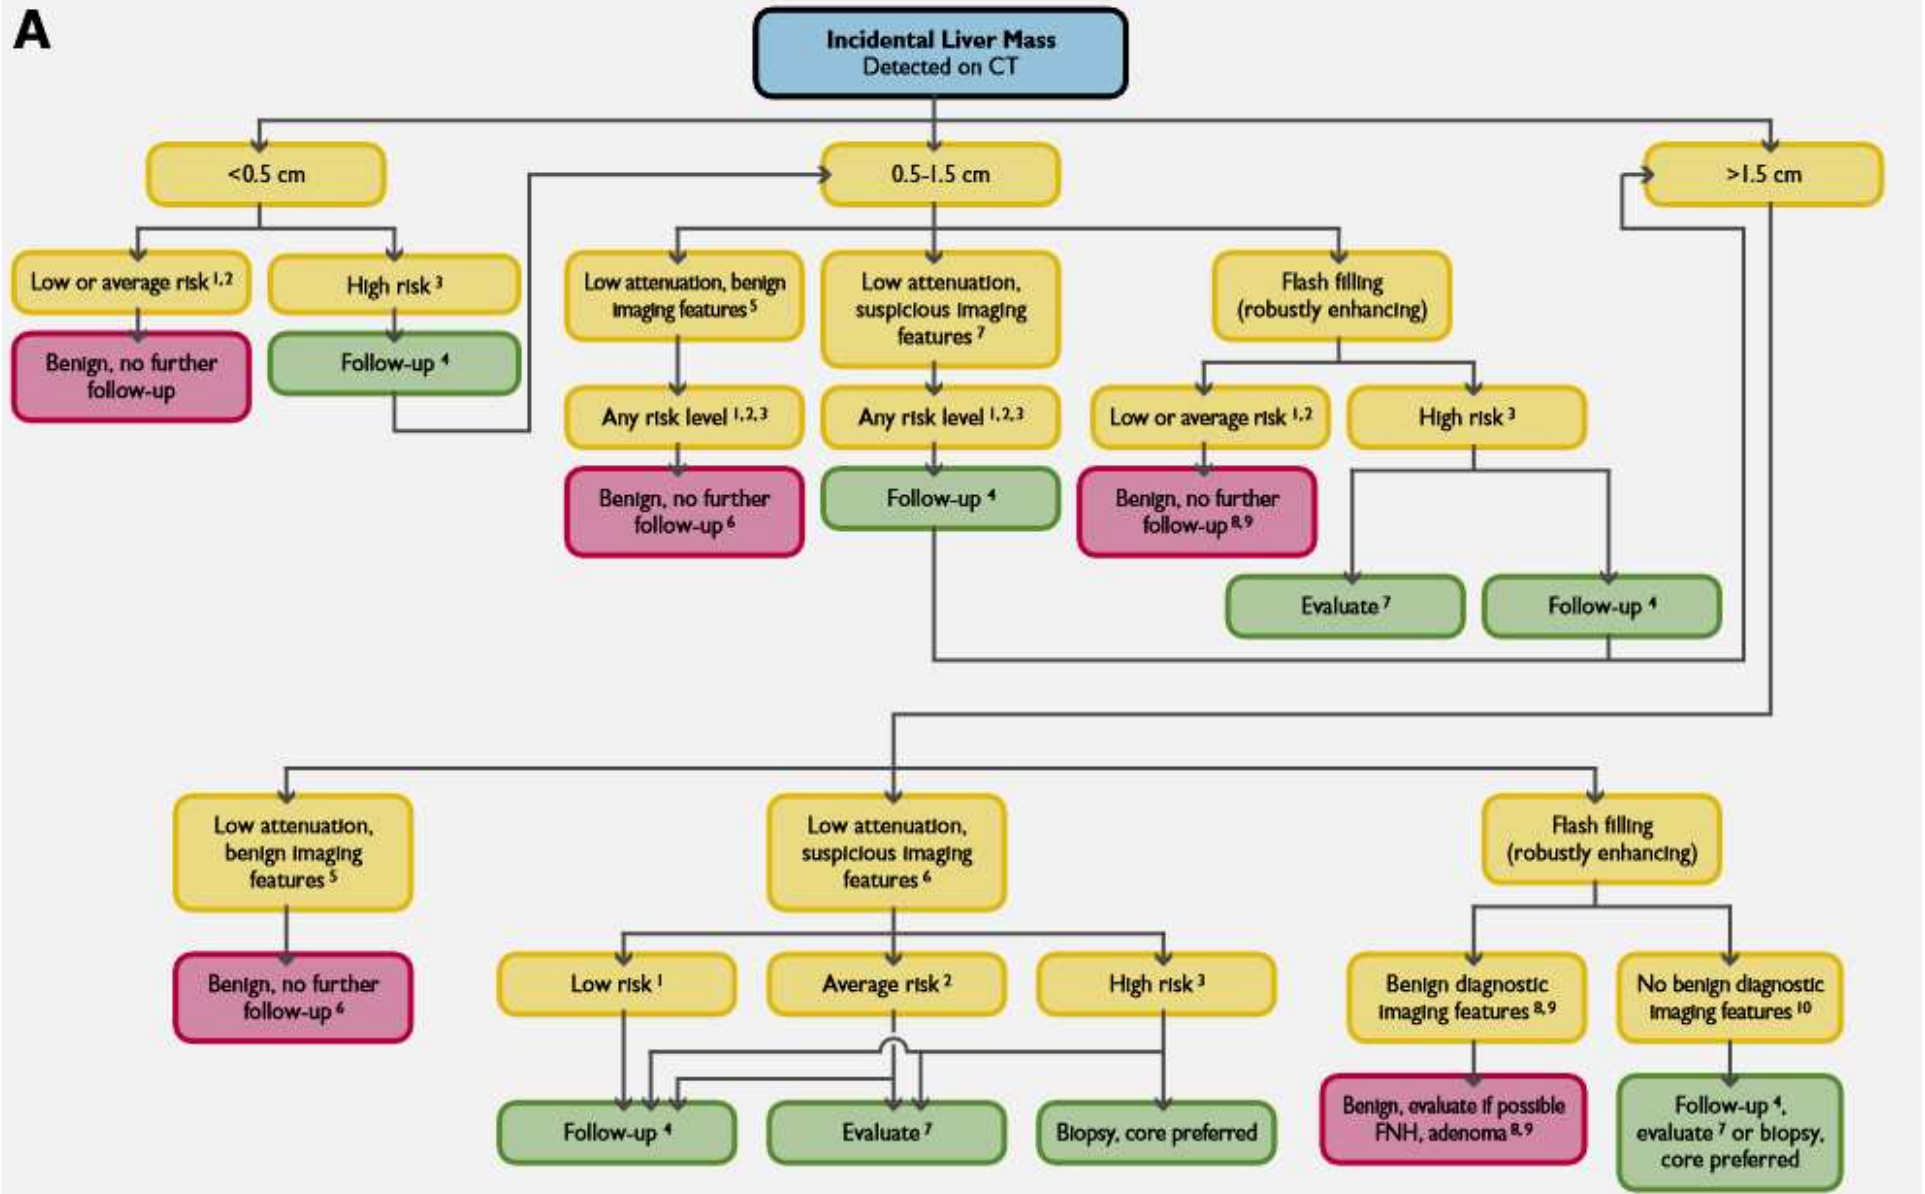 A
Incidental Liver Mass
Detected on CT
<0.5 cm
0.5-1.5 cm
>1.5 cm
Low or average risk 1,2
High risk 3
Low attenuation, benign
imaging features 5
Low attenuation,
suspicious imaging
features 7
Flash filling
(robustly enhancing)
Benign, no further
follow-up
Follow-up 4
Any risk level 1,2,3
Any risk level 1,2,3
Low or average risk 1,2
High risk 3
Benign, no further
follow-up 6
Follow-up 4
Benign, no further
follow-up 8,9
Evaluate 7
Follow-up 4
Low attenuation,
benign imaging
features 5
Low attenuation,
suspicious imaging
features 6
Flash filling
(robustly enhancing)
Benign, no further
follow-up 6
Low risk 1
Average risk 2
High risk 3
Benign diagnostic
imaging features 8,9
No benign diagnostic
imaging features 10
Follow-up 4
Evaluate 7
Biopsy, core preferred
Benign, evaluate if possible
FNH, adenoma 8,9
Follow-up 4,
evaluate 7 or biopsy,
core preferred